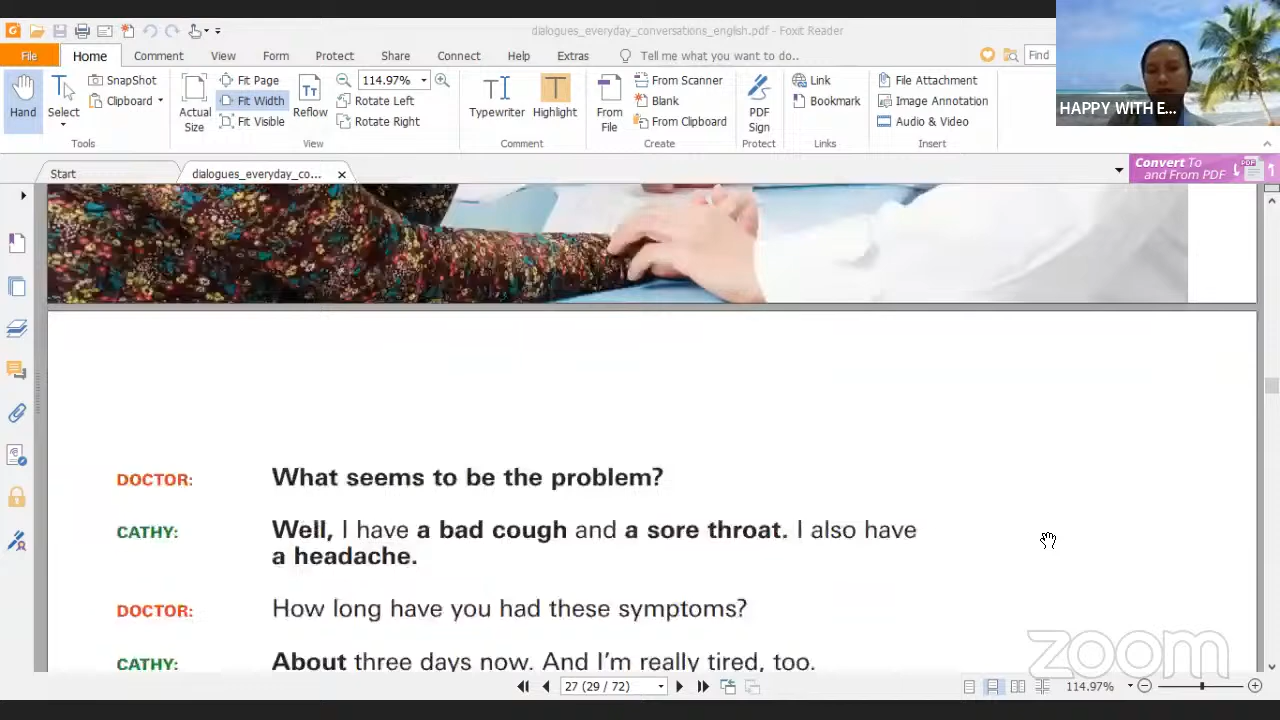 dialogues_everyday_conversations_english.pdf - Foxit Reader
File Home Comment View Form Protect Share Connect Help Extras Tell me what you want to do.. Find
Hand
Select
SnapShot
Clipboard
Tools
Actual Size
Fit Page
Fit Width
Fit Visible
Reflow
114.97%
Rotate Left
Rotate Right
View
Typewriter
Highlight
Comment
From File
From Scanner
Blank
From Clipboard
Create
PDF Sign
Protect
Link
Bookmark
Links
File Attachment
Image Annotation
Audio & Video
Insert
HAPPY WITH E...
Start
dialogues_everyday_co...
Convert To
and From PDF
PDF
DOCTOR: What seems to be the problem?
CATHY: Well, I have a bad cough and a sore throat. I also have
a headache.
DOCTOR: How long have you had these symptoms?
CATHY: About three days now. And I'm really tired, too.
zoom
27 (29 / 72)
114.97%